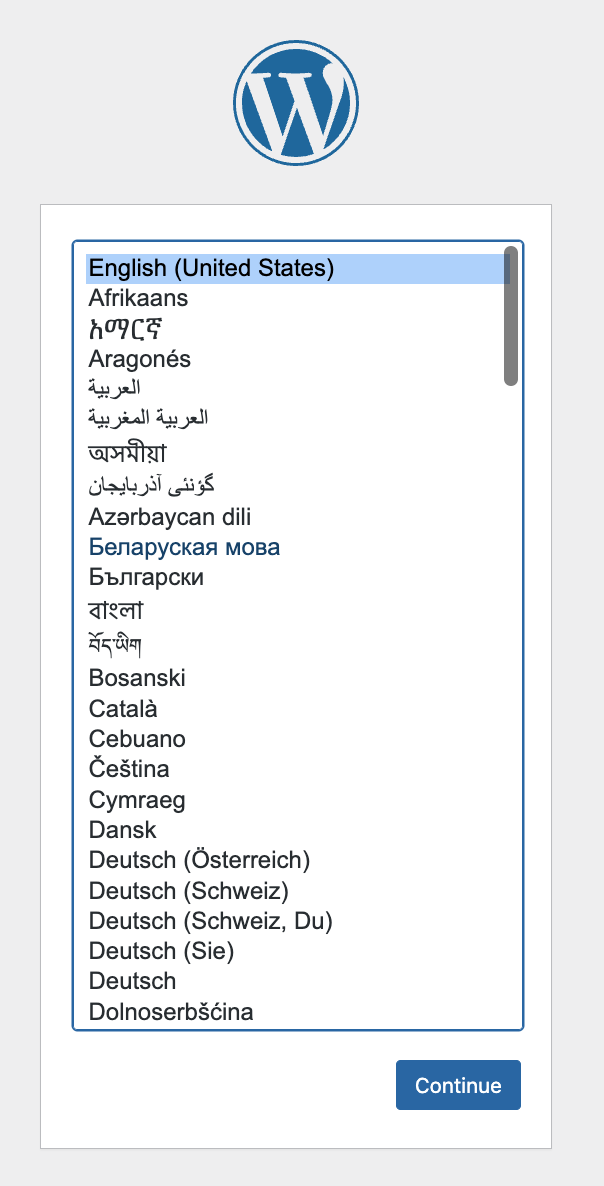 English (United States)
Afrikaans
አማርኛ
Aragonés
العربية
العربية المغربية
অসমীয়া
گؤنئی آذربایجان
Azərbaycan dili
Беларуская мова
Български
বাংলা
བོད་ཡིག
Bosanski
Català
Cebuano
Čeština
Cymraeg
Dansk
Deutsch (Österreich)
Deutsch (Schweiz)
Deutsch (Schweiz, Du)
Deutsch (Sie)
Deutsch
Dolnoserbšćina
Continue